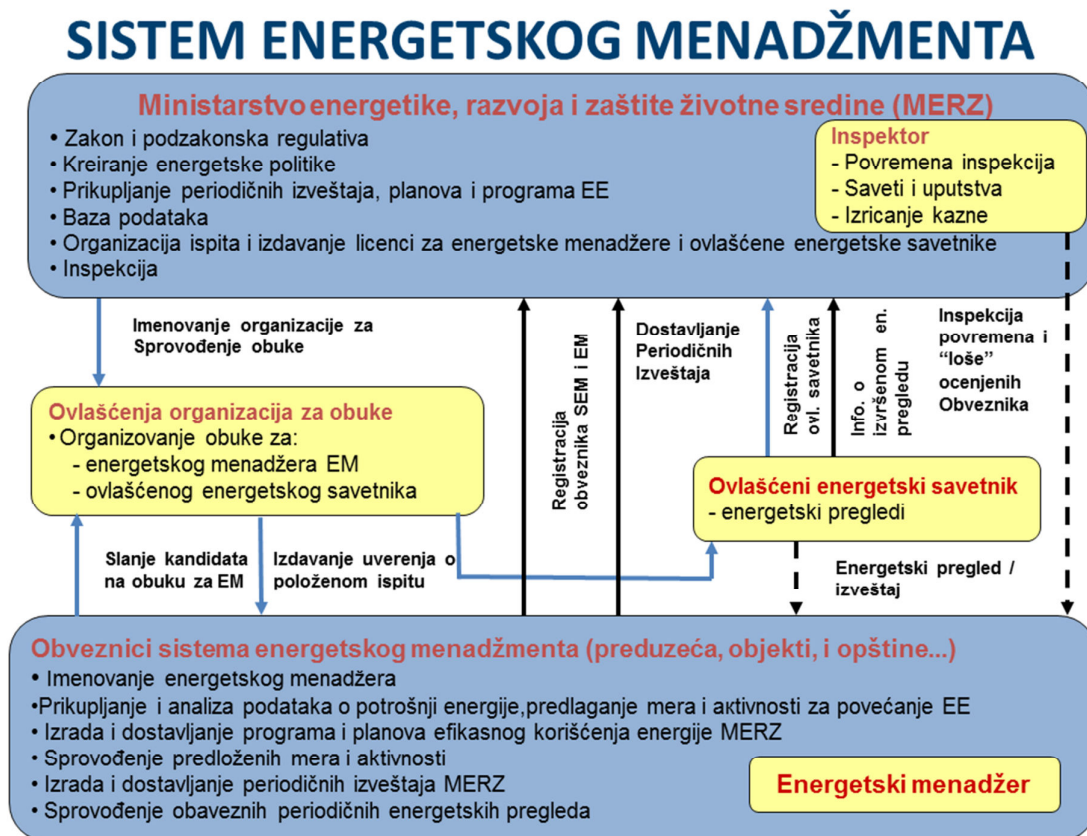 SISTEM ENERGETSKOG MENADŽMENTA
Ministarstvo energetike, razvoja i zaštite životne sredine (MERZ)
• Zakon i podzakonska regulativa
• Kreiranje energetske politike
• Prikupljanje periodičnih izveštaja, planova i programa EE
• Baza podataka
• Organizacija ispita i izdavanje licenci za energetske menadžere i ovlašćene energetske savetnike
• Inspekcija
Inspektor
- Povremena inspekcija
- Saveti i uputstva
- Izricanje kazne
Imenovanje organizacije za
Sprovođenje obuke
Registracija
obveznika SEM i EM
Dostavljanje
Periodičnih
Izveštaja
Registracija
ovl. savetnika
Info. o
izvršenom en.
pregledu
Inspekcija
povremena i
“loše”
ocenjenih
Obveznika
Ovlašćenja organizacija za obuke
• Organizovanje obuke za:
- energetskog menadžera EM
- ovlašćenog energetskog savetnika
Ovlašćeni energetski savetnik
- energetski pregledi
Slanje kandidata
na obuku za EM
Izdavanje uverenja o
položenom ispitu
Energetski pregled /
izveštaj
Obveznici sistema energetskog menadžmenta (preduzeća, objekti, i opštine...)
• Imenovanje energetskog menadžera
•Prikupljanje i analiza podataka o potrošnji energije,predlaganje mera i aktivnosti za povećanje EE
• Izrada i dostavljanje programa i planova efikasnog korišćenja energije MERZ
• Sprovođenje predloženih mera i aktivnosti
• Izrada i dostavljanje periodičnih izveštaja MERZ
• Sprovođenje obaveznih periodičnih energetskih pregleda
Energetski menadžer